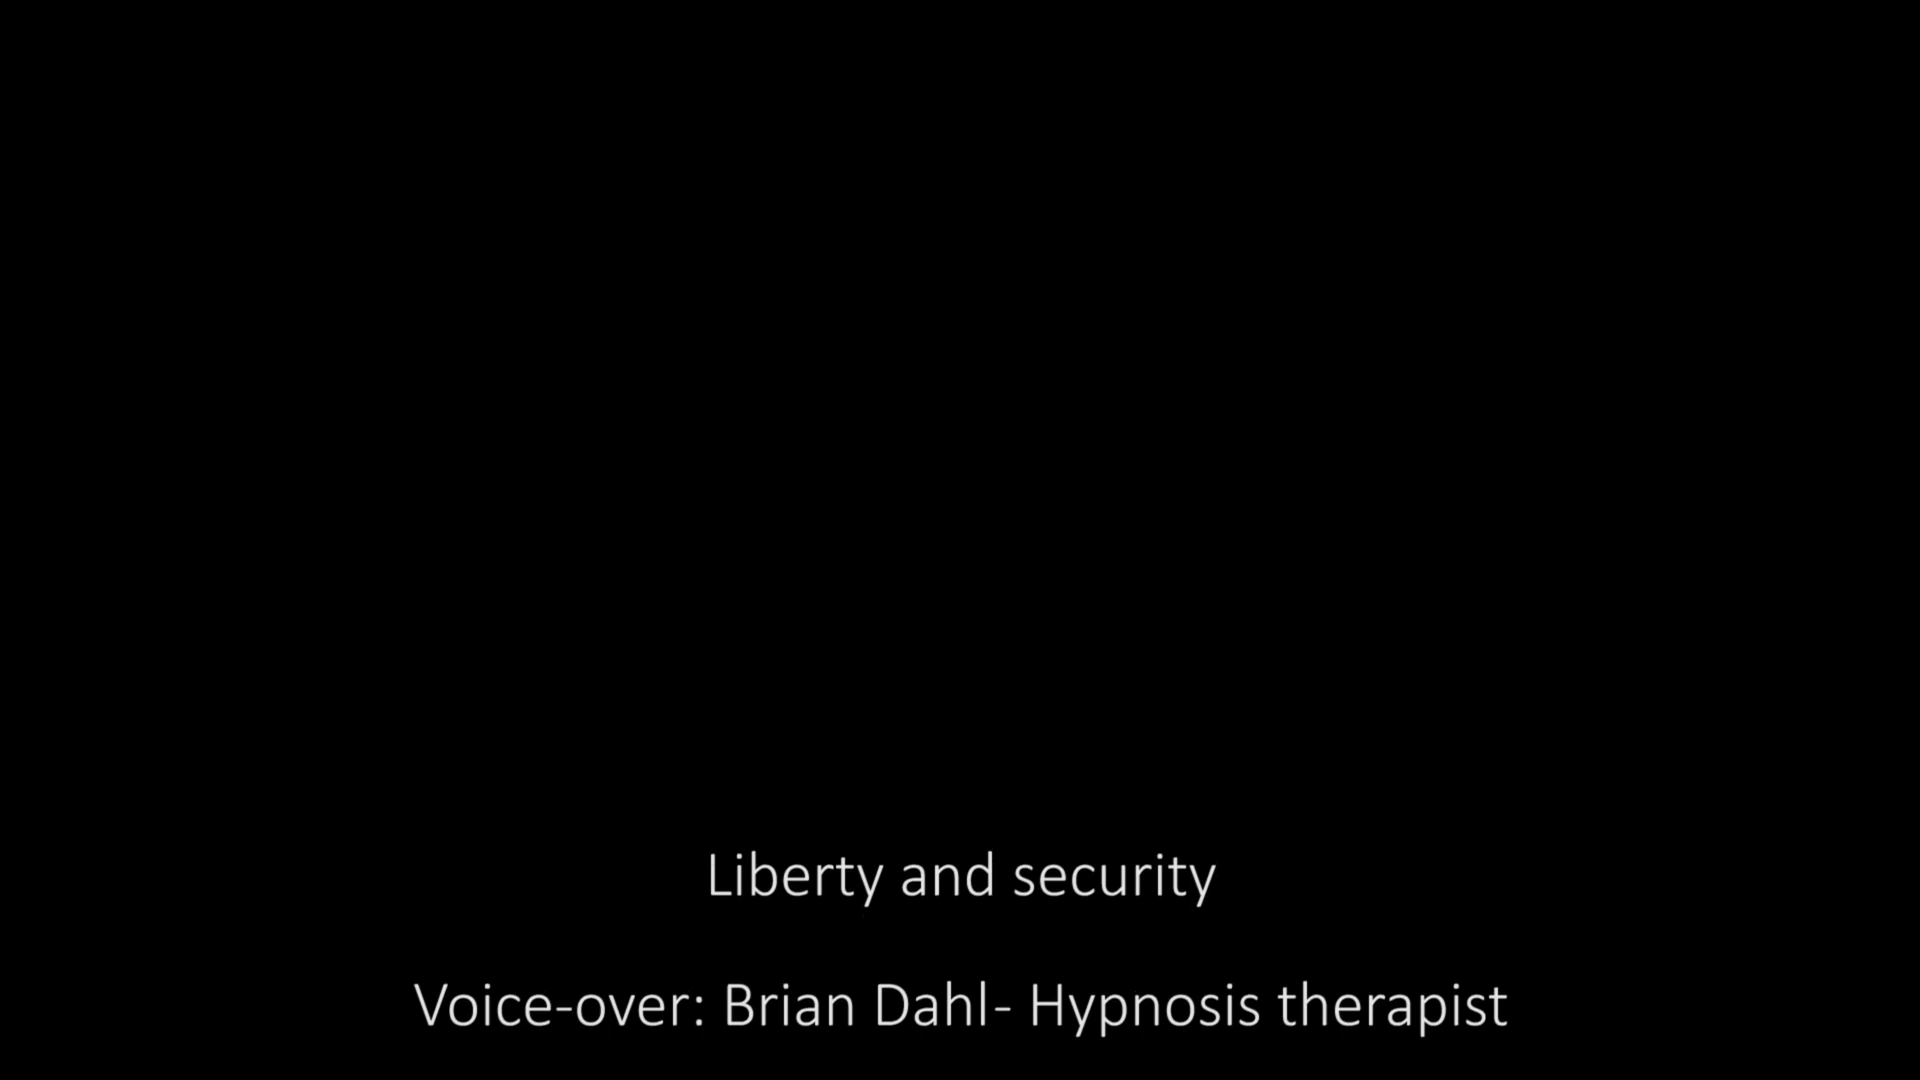 Liberty and security
Voice-over: Brian Dahl- Hypnosis therapist